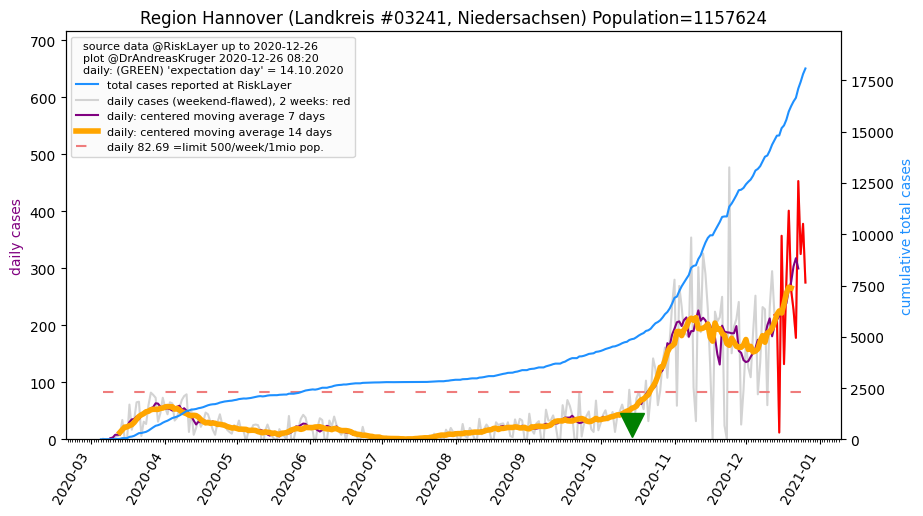 Region Hannover (Landkreis #03241, Niedersachsen) Population=1157624
source data @RiskLayer up to 2020-12-26
plot @DrAndreasKruger 2020-12-26 08:20
daily: (GREEN) 'expectation day' = 14.10.2020
total cases reported at RiskLayer
daily cases (weekend-flawed), 2 weeks: red
daily: centered moving average 7 days
daily: centered moving average 14 days
daily 82.69 =limit 500/week/1mio pop.
daily cases
700
600
500
400
300
200
100
0
cumulative total cases
17500
15000
12500
10000
7500
5000
2500
0
2020-03
2020-04
2020-05
2020-06
2020-07
2020-08
2020-09
2020-10
2020-11
2020-12
2021-01